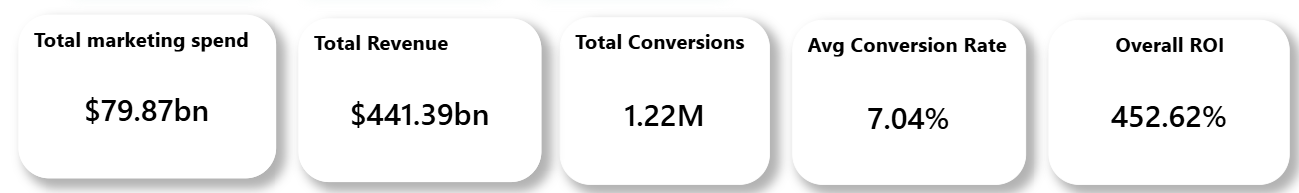 Total marketing spend
$79.87bn
Total Revenue
$441.39bn
Total Conversions
1.22M
Avg Conversion Rate
7.04%
Overall ROI
452.62%